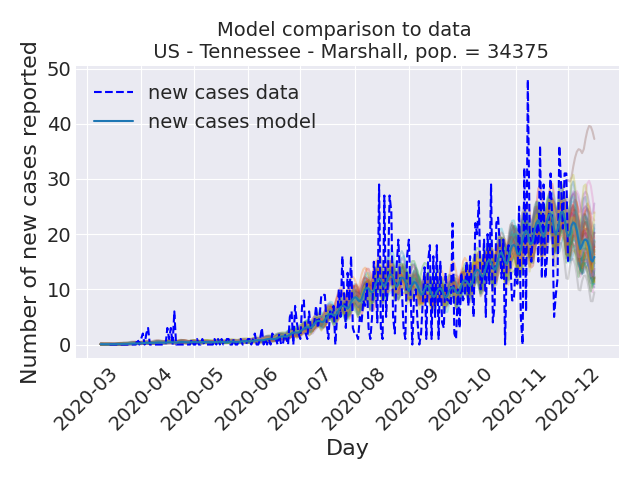 Model comparison to data
US - Tennessee - Marshall, pop. = 34375
Number of new cases reported
50
40
30
20
10
0
new cases data
new cases model
2020-03
2020-04
2020-05
2020-06
2020-07
2020-08
2020-09
2020-10
2020-11
2020-12
Day